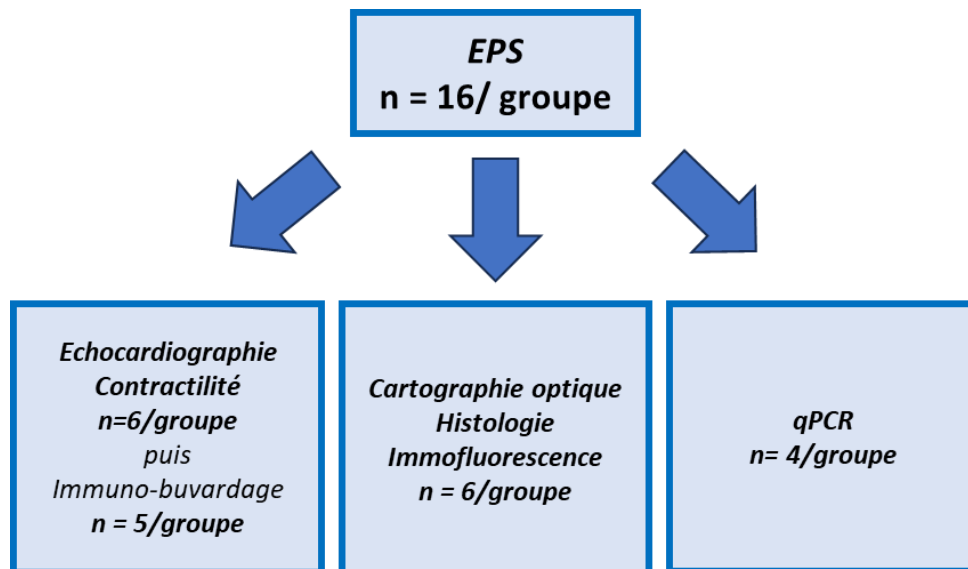 EPS
n = 16/ groupe
Echocardiographie
Contractilité
n=6/groupe
puis
Immuno-buvardage
n = 5/groupe
Cartographie optique
Histologie
Immofluorescence
n = 6/groupe
qPCR
n= 4/groupe